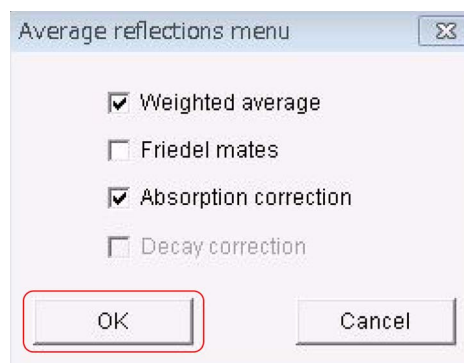 Average reflections menu
Weighted average
Friedel mates
Absorption correction
Decay correction
OK Cancel